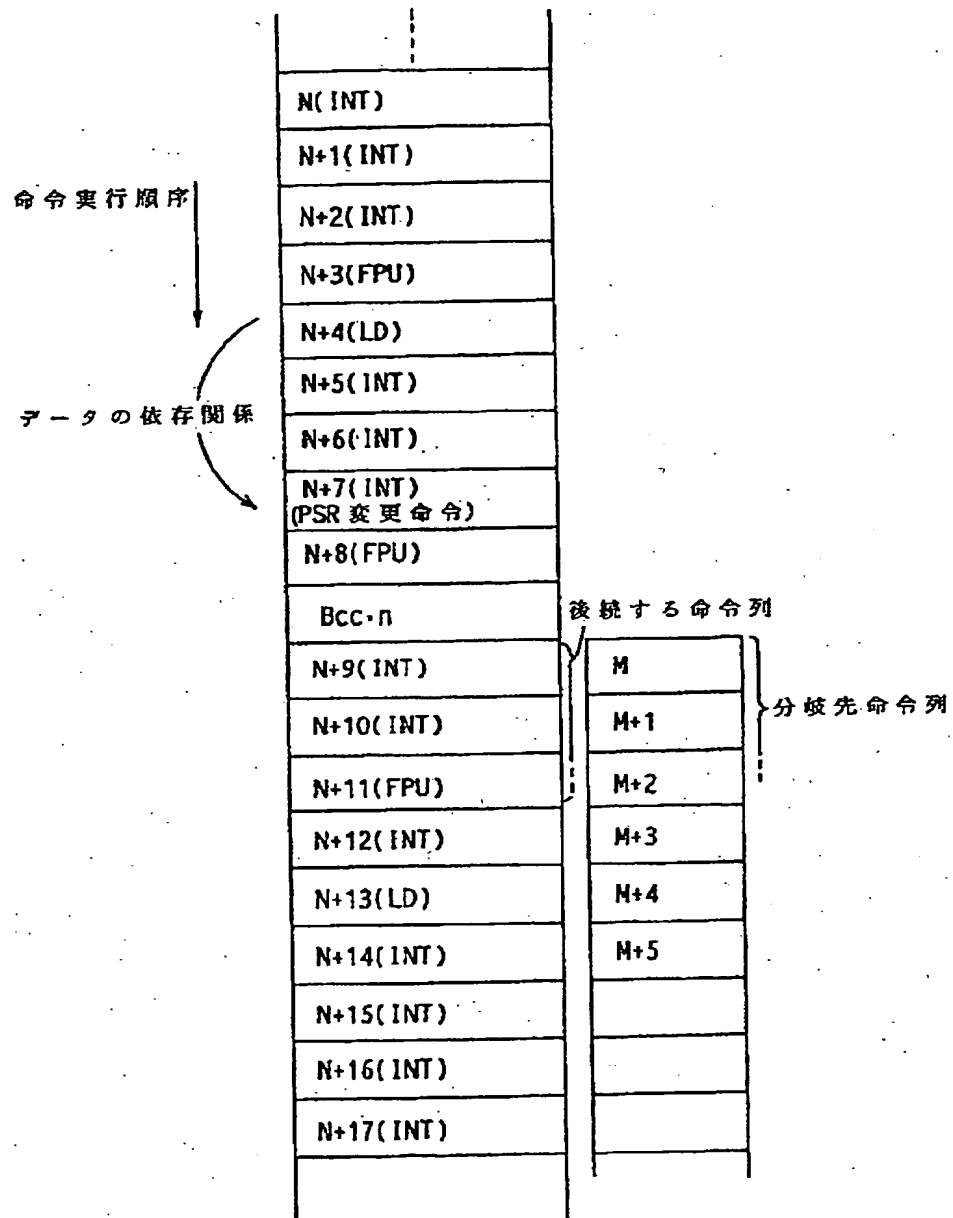 N(INT)
N+1(INT)
命令実行順序
N+2(INT)
N+3(FPU)
N+4(LD)
N+5(INT)
データの依存関係
N+6(INT)
N+7(INT)
(PSR変更命令)
N+8(FPU)
Bcc・n
後続する命令列
N+9(INT)
M
分岐先命令列
N+10(INT)
M+1
N+11(FPU)
M+2
N+12(INT)
M+3
N+13(LD)
M+4
N+14(INT)
M+5
N+15(INT)
N+16(INT)
N+17(INT)